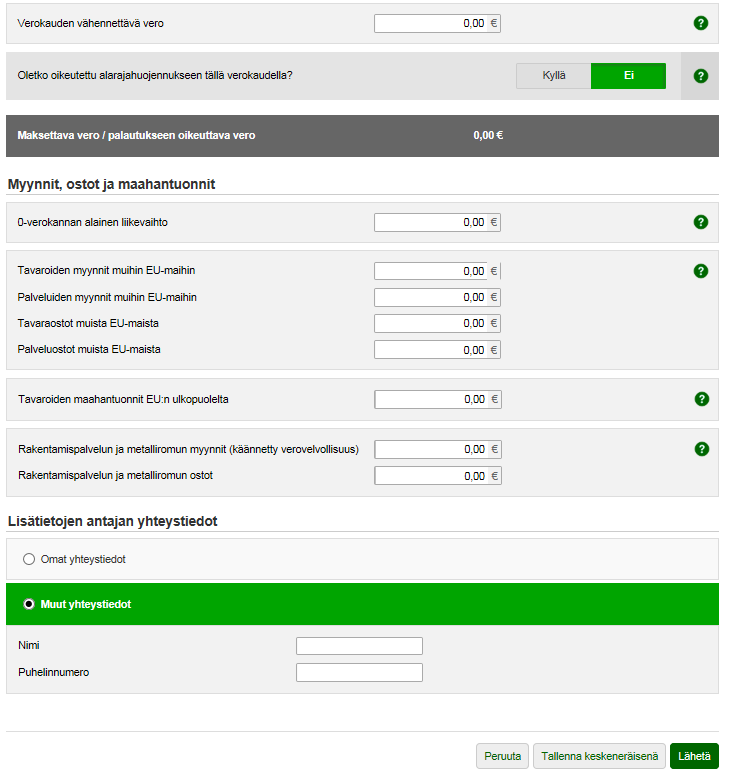 Verokauden vähennettävä vero 0,00 € ?
Oletko oikeutettu alarajahuojennukseen tällä verokaudella? Kyllä Ei ?
Maksettava vero / palautukseen oikeuttava vero 0,00 €
Myynnit, ostot ja maahantuonnit
0-verokannan alainen liikevaihto 0,00 € ?
Tavaroiden myynnit muihin EU-maihin 0,00 € ?
Palveluiden myynnit muihin EU-maihin 0,00 €
Tavaraostot muista EU-maista 0,00 €
Palveluostot muista EU-maista 0,00 €
Tavaroiden maahantuonnit EU:n ulkopuolelta 0,00 € ?
Rakentamispalvelun ja metalliromun myynnit (käännetty verovelvollisuus) 0,00 € ?
Rakentamispalvelun ja metalliromun ostot 0,00 €
Lisätietojen antajan yhteystiedot
Omat yhteystiedot
Muut yhteystiedot
Nimi
Puhelinnumero
Peruuta Tallenna keskeneräisenä Lähetä